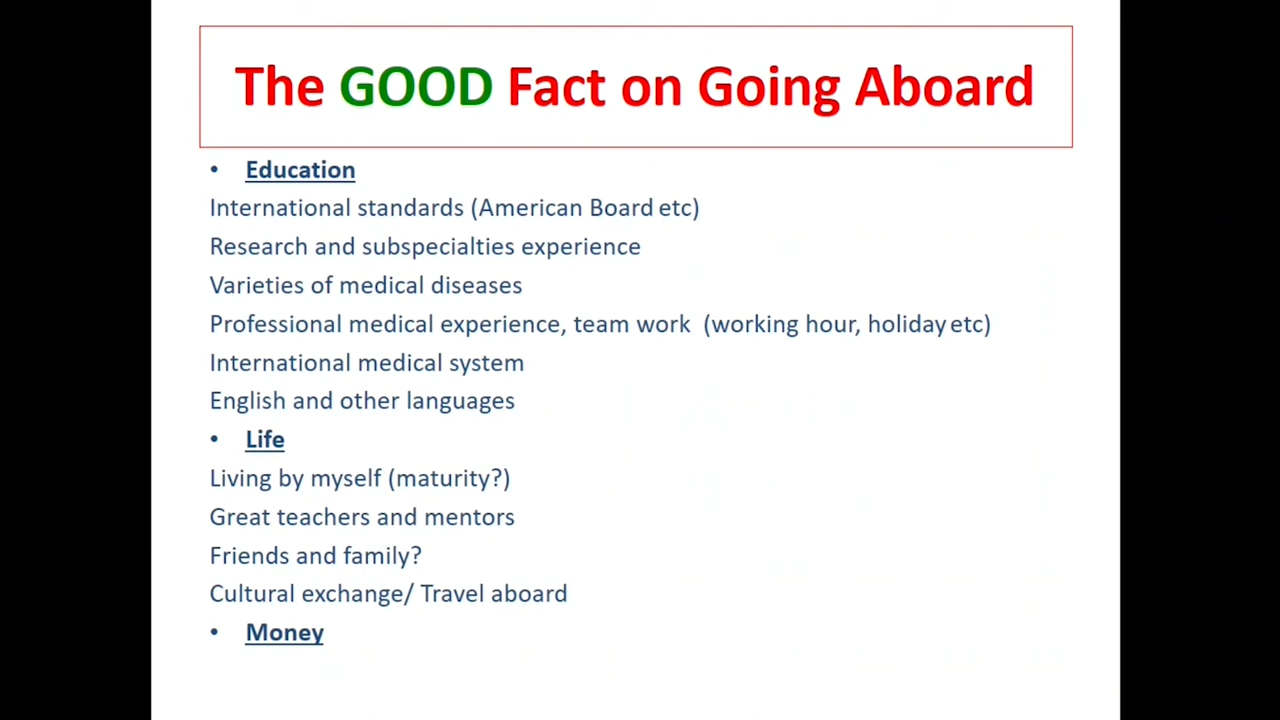 The GOOD Fact on Going Aboard
• Education
International standards (American Board etc)
Research and subspecialties experience
Varieties of medical diseases
Professional medical experience, team work (working hour, holiday etc)
International medical system
English and other languages
• Life
Living by myself (maturity?)
Great teachers and mentors
Friends and family?
Cultural exchange/ Travel aboard
• Money